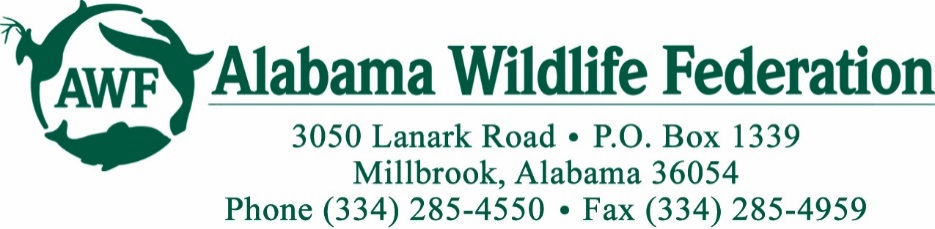 AWF
Alabama Wildlife Federation
3050 Lanark Road • P.O. Box 1339
Millbrook, Alabama 36054
Phone (334) 285-4550 • Fax (334) 285-4959